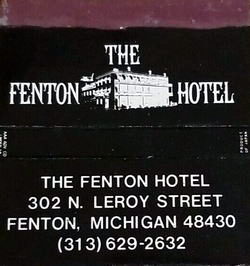 THE
FENTON HOTEL
THE FENTON HOTEL
302 N. LEROY STREET
FENTON, MICHIGAN 48430
(313) 629-2632